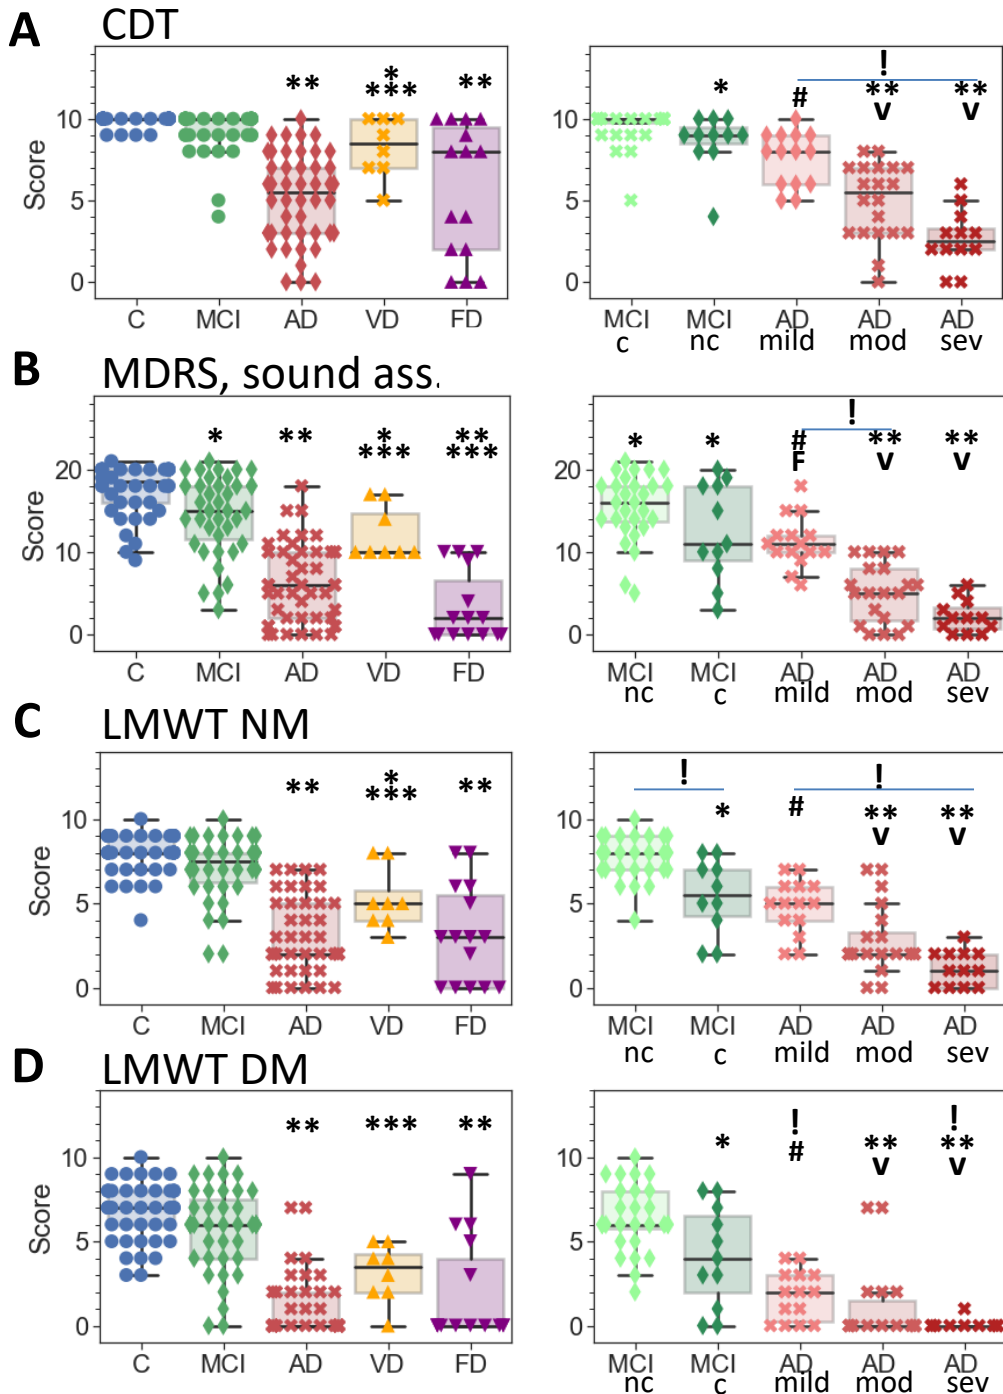 A CDT
* ** *** **
Score
10
5
0
C MCI AD VD FD
!
* # ** **
v v
10
5
0
MCI MCI AD AD AD
c nc mild mod sev
B MDRS, sound ass.
* ** * **
*** ***
Score
20
10
0
C MCI AD VD FD
!
* * # ** **
F v v
20
10
0
MCI MCI AD AD AD
nc c mild mod sev
C LMWT NM
** * **
***
Score
10
5
0
C MCI AD VD FD
! !
* # ** **
v v
10
5
0
MCI MCI AD AD AD
nc c mild mod sev
D LMWT DM
** *** **
Score
10
5
0
C MCI AD VD FD
! !
* # ** **
v v
10
5
0
MCI MCI AD AD AD
nc c mild mod sev